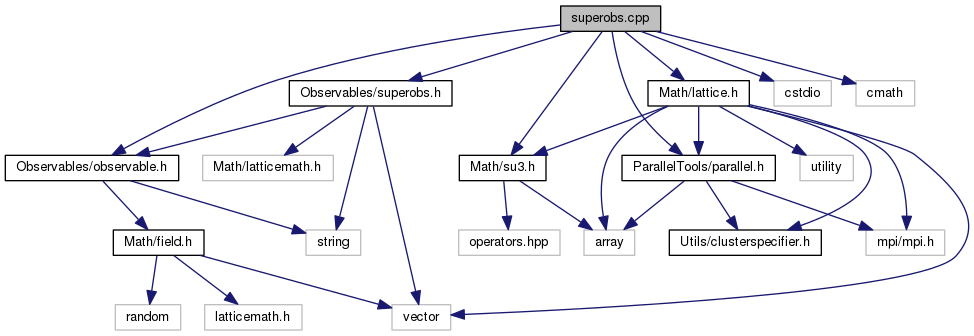 superobs.cpp
Observables/superobs.h
Math/lattice.h
cstdio
cmath
Observables/observable.h
Math/latticemath.h
Math/su3.h
ParallelTools/parallel.h
utility
Math/field.h
string
operators.hpp
array
Utils/clusterspecifier.h
mpi/mpi.h
random
latticemath.h
vector